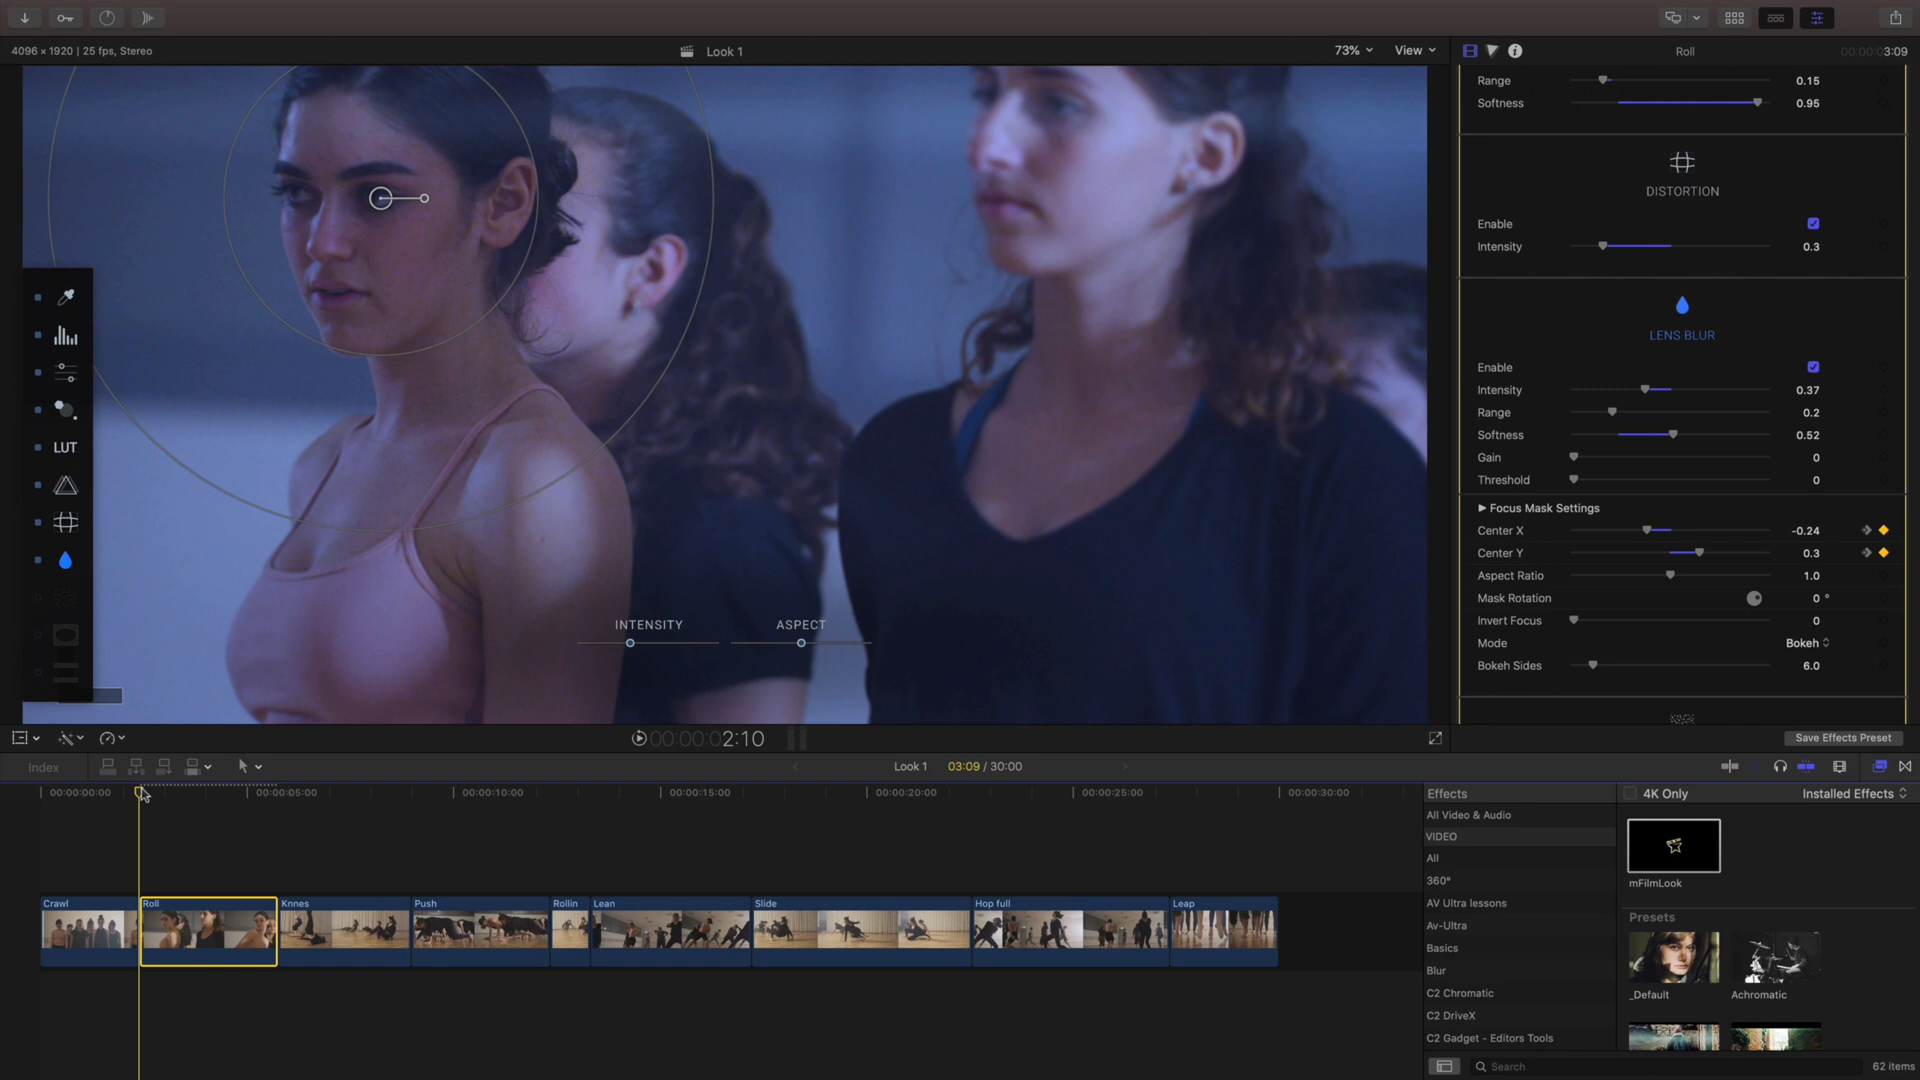 4096 × 1920 | 25 fps, Stereo
Look 1
73%
View
Roll
00:00:03:09
Range
0.15
Softness
0.95
DISTORTION
Enable
Intensity
0.3
LENS BLUR
Enable
Intensity
0.37
Range
0.2
Softness
0.52
Gain
0
Threshold
0
Focus Mask Settings
Center X
-0.24
Center Y
0.3
Aspect Ratio
1.0
Mask Rotation
0 °
Invert Focus
0
Mode
Bokeh
Bokeh Sides
6.0
LUT
INTENSITY
ASPECT
00:00:02:10
Save Effects Preset
Index
Look 1
03:09 / 30:00
00:00:00:00
00:00:05:00
00:00:10:00
00:00:15:00
00:00:20:00
00:00:25:00
00:00:30:00
Crawl
Roll
Knnes
Push
Rollin
Lean
Slide
Hop full
Leap
Effects
4K Only
Installed Effects
All Video & Audio
VIDEO
All
360°
AV Ultra lessons
Av-Ultra
Basics
Blur
C2 Chromatic
C2 DriveX
C2 Gadget - Editors Tools
mFilmLook
Presets
_Default
Achromatic
Search
62 items